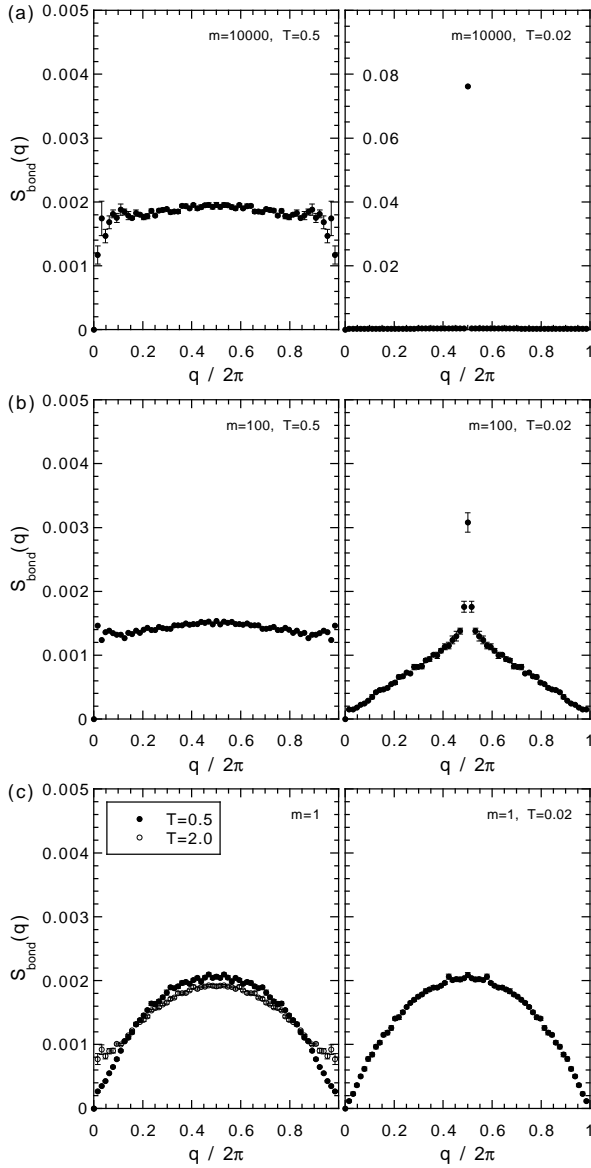 (a)
S_bond(q)
0.005
0.004
0.003
0.002
0.001
0
m=10000, T=0.5
0 0.2 0.4 0.6 0.8
q / 2π
m=10000, T=0.02
0.08
0.06
0.04
0.02
0 0.2 0.4 0.6 0.8 1
q / 2π
(b)
S_bond(q)
0.005
0.004
0.003
0.002
0.001
0
m=100, T=0.5
0 0.2 0.4 0.6 0.8
q / 2π
m=100, T=0.02
0 0.2 0.4 0.6 0.8 1
q / 2π
(c)
S_bond(q)
0.005
0.004
0.003
0.002
0.001
0
T=0.5
T=2.0
m=1
0 0.2 0.4 0.6 0.8
q / 2π
m=1, T=0.02
0 0.2 0.4 0.6 0.8 1
q / 2π